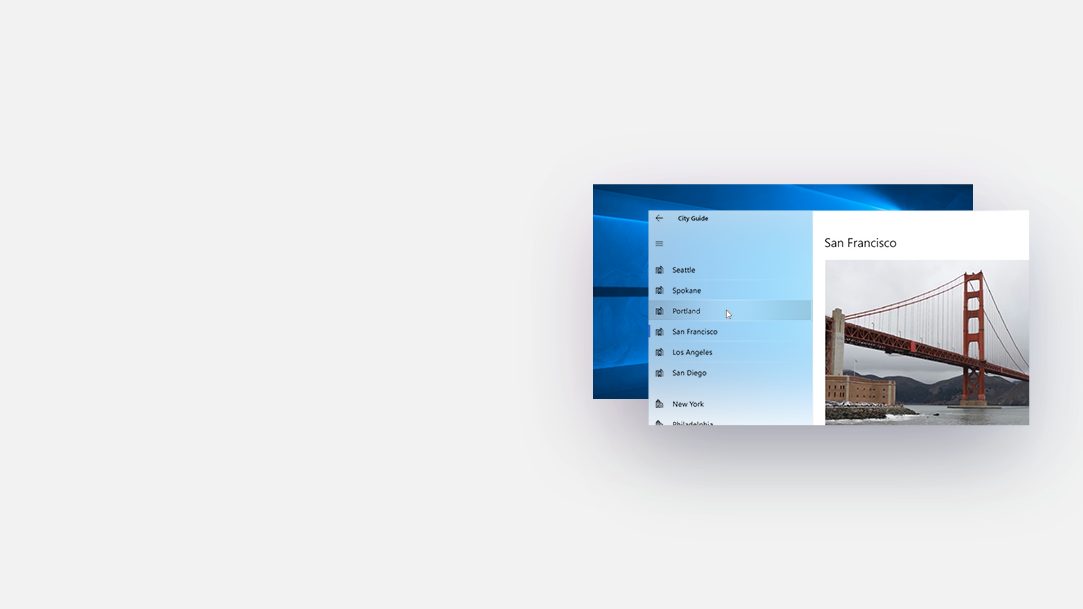 City Guide
San Francisco
Seattle
Spokane
Portland
San Francisco
Los Angeles
San Diego
New York
Philadelphia